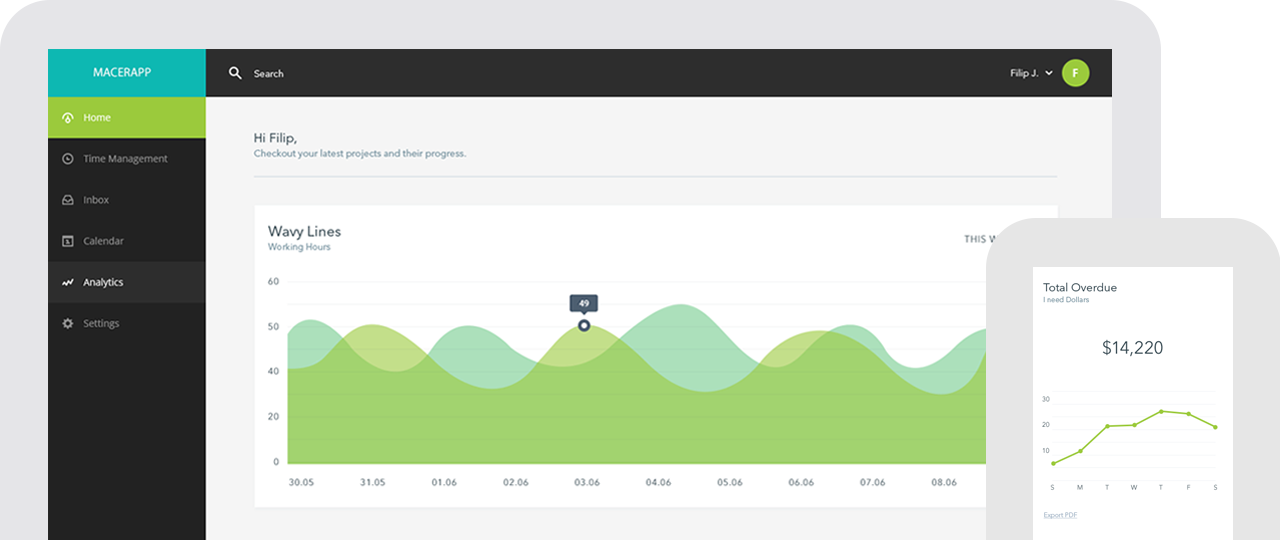 MACERAPP
Search
Filip J.
F
Home
Time Management
Inbox
Calendar
Analytics
Settings
Hi Filip,
Checkout your latest projects and their progress.
Wavy Lines
Working Hours
THIS
60
50
40
20
0
49
30.05 31.05 01.06 02.06 03.06 04.06 05.06 06.06 07.06 08.06
Total Overdue
I need Dollars
$14,220
30
20
10
S M T W T F S
Export PDF